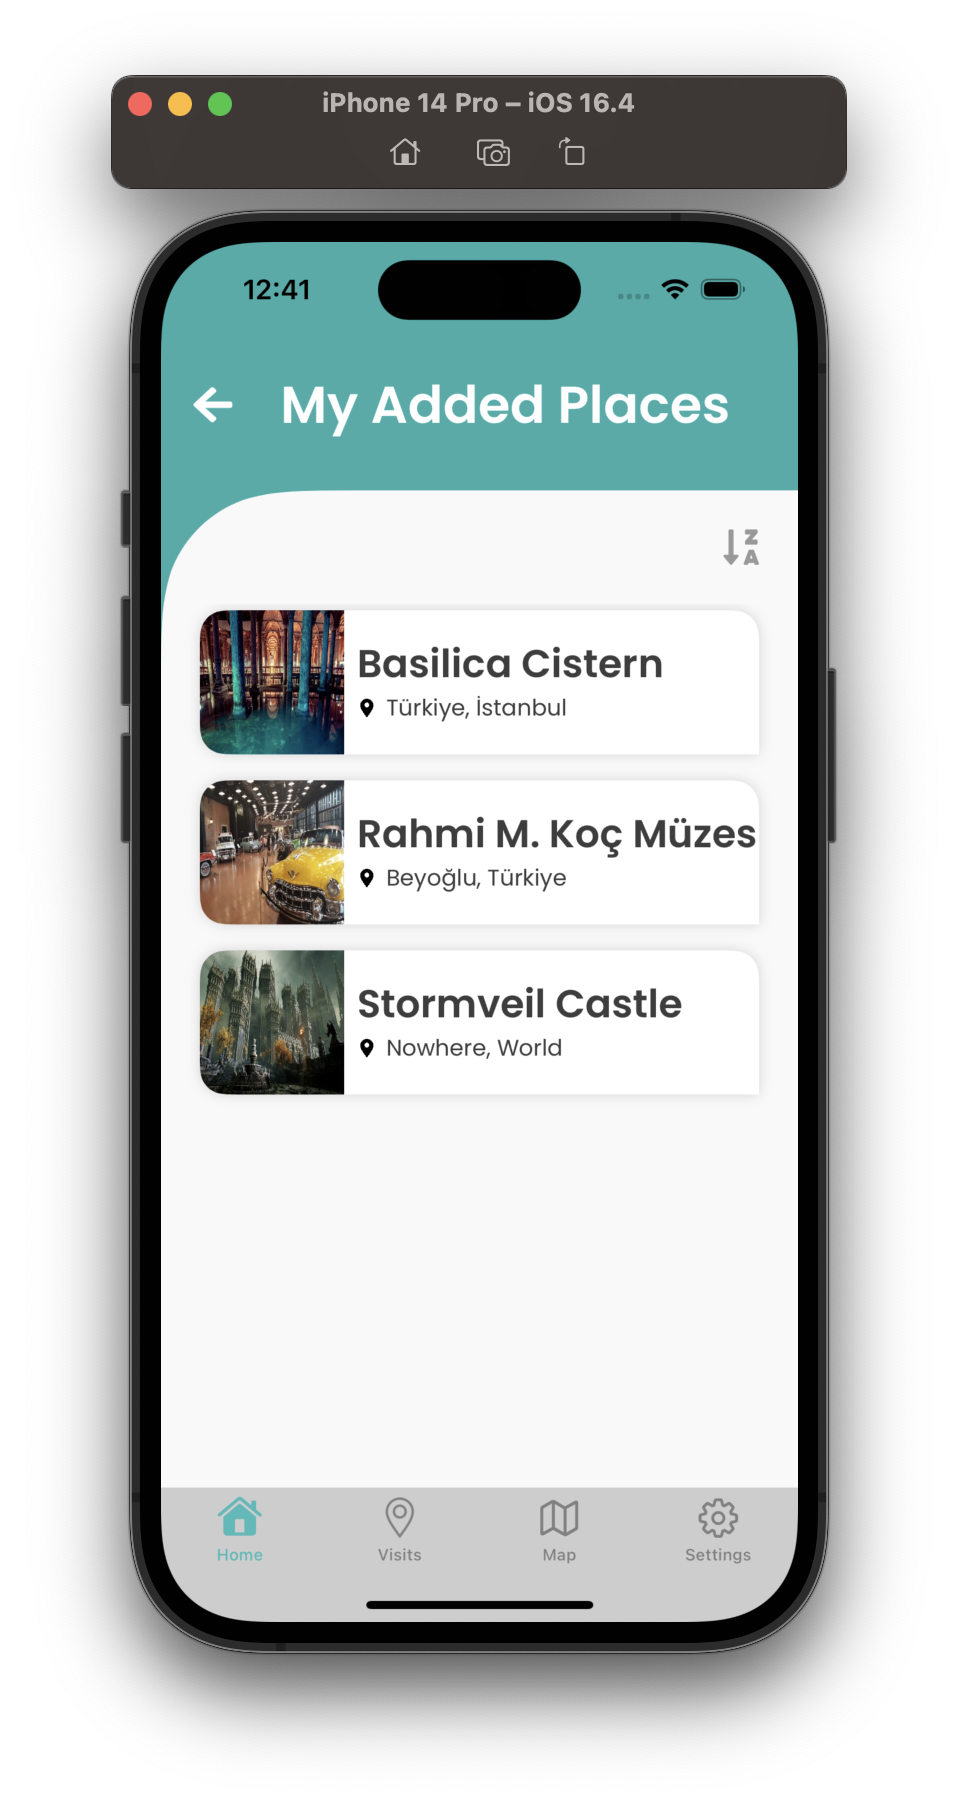 iPhone 14 Pro – iOS 16.4
12:41
My Added Places
Z
A
Basilica Cistern
Türkiye, İstanbul
Rahmi M. Koç Müzes
Beyoğlu, Türkiye
Stormveil Castle
Nowhere, World
Home Visits Map Settings